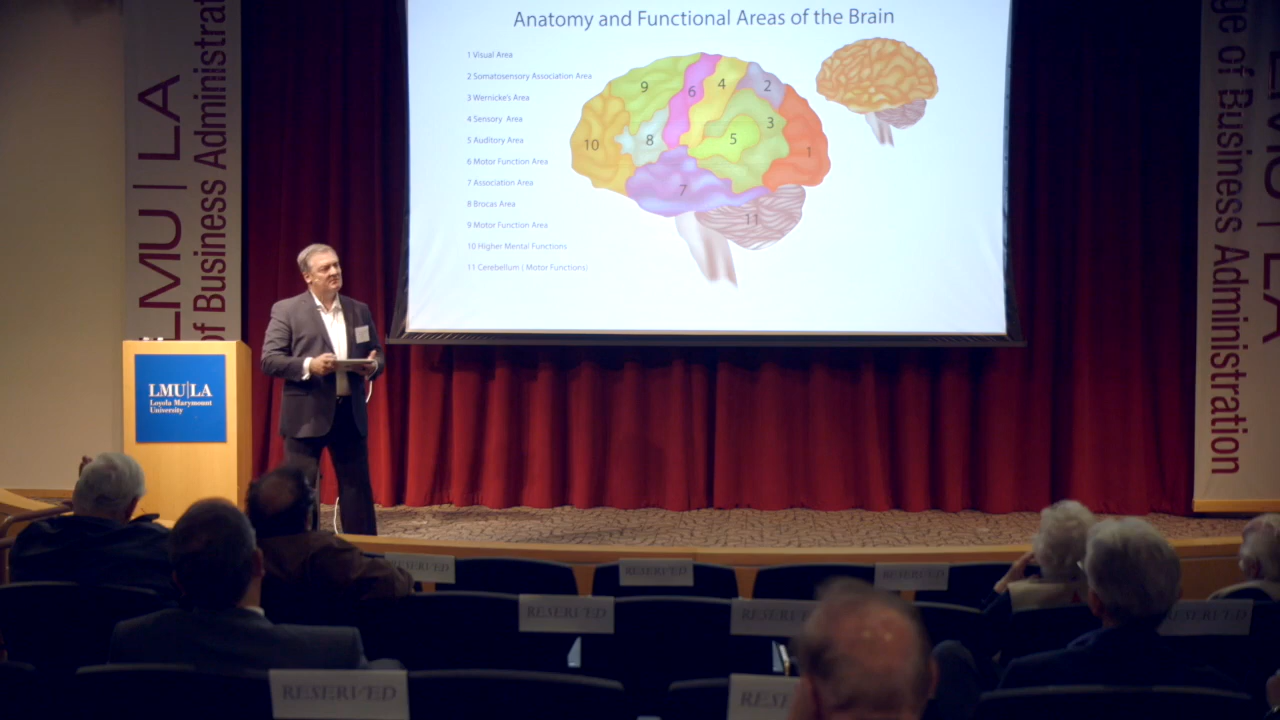 Anatomy and Functional Areas of the Brain
1 Visual Area
2 Somatosensory Association Area
3 Wernicke's Area
4 Sensory Area
5 Auditory Area
6 Motor Function Area
7 Association Area
8 Brocas Area
9 Motor Function Area
10 Higher Mental Functions
11 Cerebellum ( Motor Functions)
9
6
4
2
10
8
5
3
1
7
11
LMU | LA
of Business Administrat
ge of Business Administration
LMU | LA
LMU|LA
Loyola Marymount
University
RESERVED
RESERVED
RESERVED
RESERVED
RESERVED
RESERVED
RESERVED
RESE